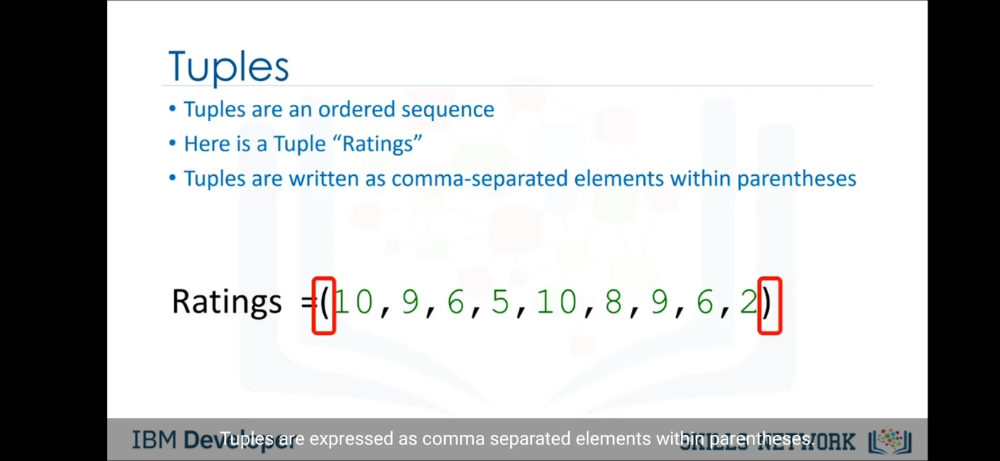 Tuples
• Tuples are an ordered sequence
• Here is a Tuple “Ratings”
• Tuples are written as comma-separated elements within parentheses
Ratings =(10,9,6,5,10,8,9,6,2)
Tuples are expressed as comma separated elements within parentheses.
IBM Developer
SKILLS NETWORK